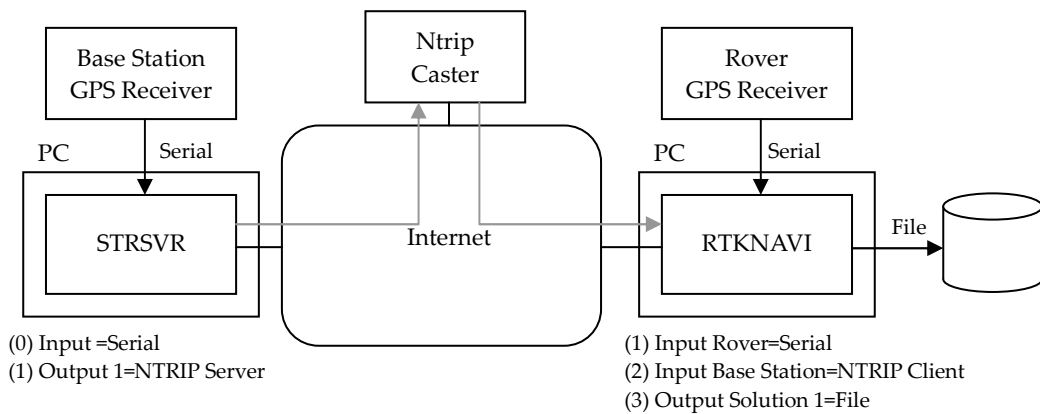 Base Station
GPS Receiver
Ntrip
Caster
Rover
GPS Receiver
PC
Serial
PC
Serial
STRSVR
Internet
RTKNAVI
File
(0) Input =Serial
(1) Output 1=NTRIP Server
(1) Input Rover=Serial
(2) Input Base Station=NTRIP Client
(3) Output Solution 1=File